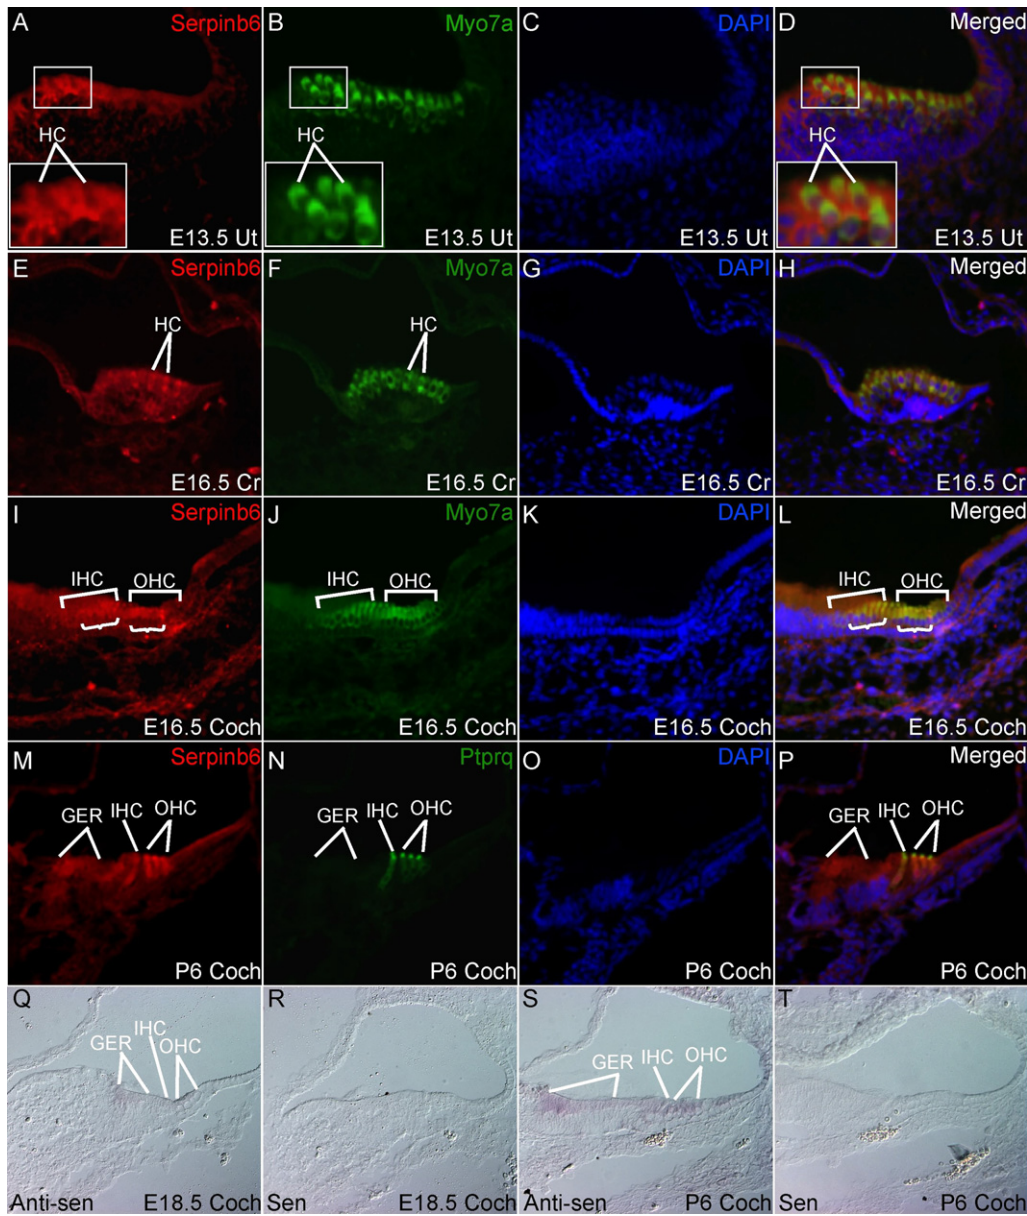 A Serpinb6
B Myo7a
C DAPI
D Merged
HC
HC
HC
E13.5 Ut
E13.5 Ut
E13.5 Ut
E13.5 Ut
E Serpinb6
F Myo7a
G DAPI
H Merged
HC
HC
E16.5 Cr
E16.5 Cr
E16.5 Cr
E16.5 Cr
I Serpinb6
J Myo7a
K DAPI
L Merged
IHC OHC
IHC OHC
IHC OHC
E16.5 Coch
E16.5 Coch
E16.5 Coch
E16.5 Coch
M Serpinb6
N Ptprq
O DAPI
P Merged
GER IHC OHC
GER IHC OHC
GER IHC OHC
P6 Coch
P6 Coch
P6 Coch
P6 Coch
Q
R
S
T
GER IHC OHC
GER IHC OHC
Anti-sen E18.5 Coch
Sen E18.5 Coch
Anti-sen P6 Coch
Sen P6 Coch